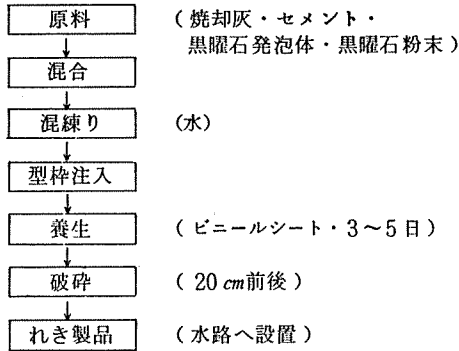 原料 (焼却灰・セメント・
黒曜石発泡体・黒曜石粉末)
混合
混練り (水)
型枠注入
養生 (ビニールシート・3～5日)
破砕 (20cm前後)
れき製品 (水路へ設置)